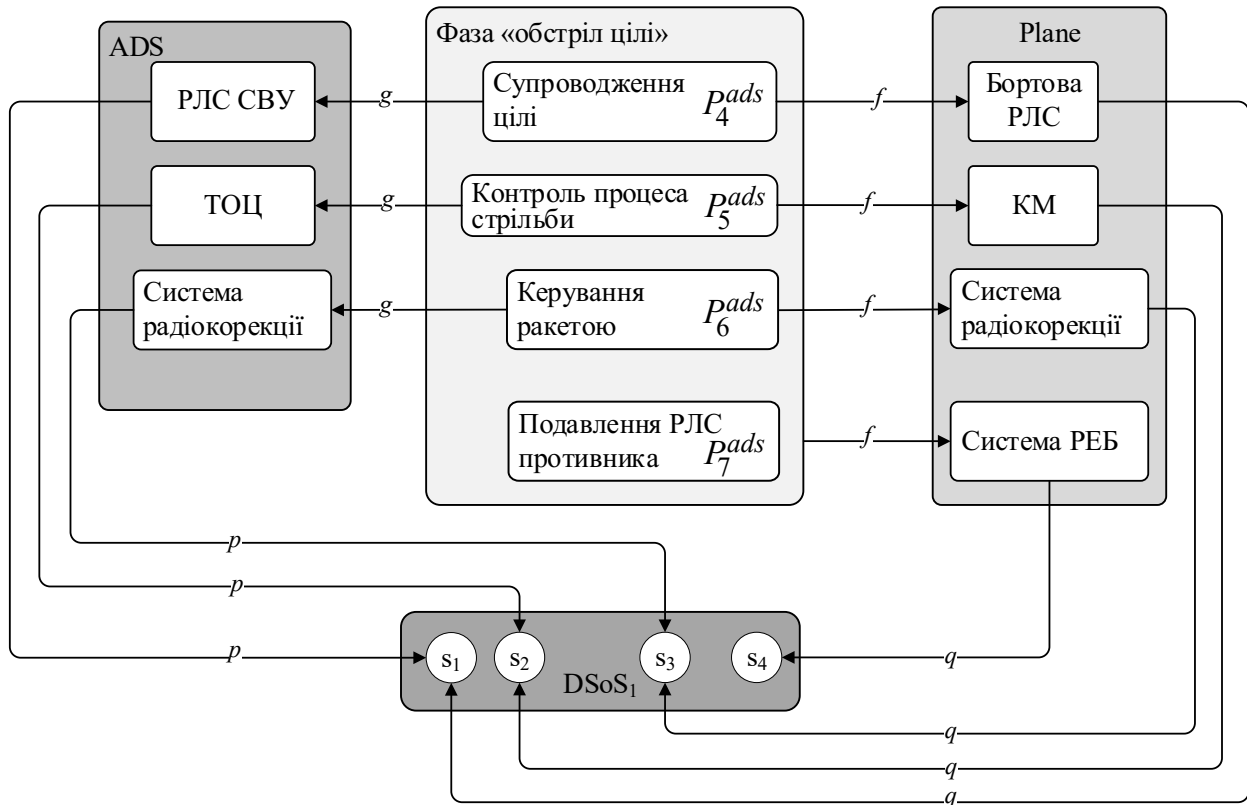 ADS
РЛС СВУ
ТОЦ
Система
радіокорекції
g
g
g
Фаза «обстріл цілі»
Супроводження
цілі P₄ᵃᵈˢ
Контроль процеса
стрільби P₅ᵃᵈˢ
Керування
ракетою P₆ᵃᵈˢ
Подавлення РЛС
противника P₇ᵃᵈˢ
f
f
f
f
Plane
Бортова
РЛС
КМ
Система
радіокорекції
Система РЕБ
p
p
p
s₁ s₂ s₃ s₄
DSoS₁
q
q
q
q